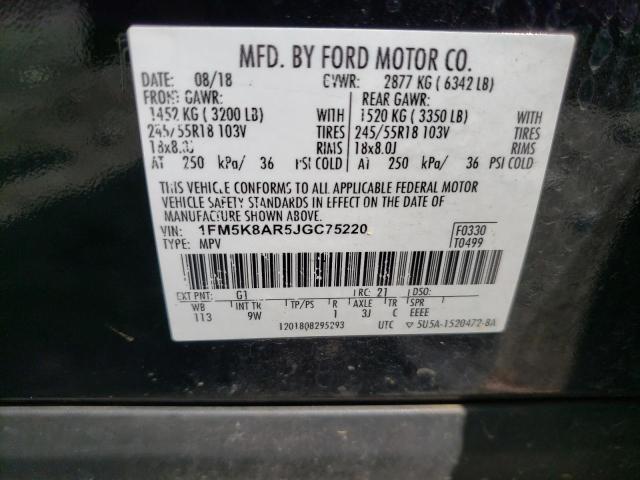 MFD. BY FORD MOTOR CO.
DATE: 08/18 GVWR: 2877 KG ( 6342 LB)
FRONT GAWR: REAR GAWR:
1452 KG ( 3200 LB) WITH 1520 KG ( 3350 LB) WITH
245/55R18 103V TIRES 245/55R18 103V TIRES
18x8.0J RIMS 18x8.0J RIMS
AT 250 kPa/ 36 PSI COLD AT 250 kPa/ 36 PSI COLD
THIS VEHICLE CONFORMS TO ALL APPLICABLE FEDERAL MOTOR
VEHICLE SAFETY STANDARDS IN EFFECT ON THE DATE OF
MANUFACTURE SHOWN ABOVE.
VIN: 1FM5K8AR5JGC75220 F0330
TYPE: MPV T0499
EXT PNT: G1 RC: 21 DSO:
WB INT TR TP/PS R AXLE TR SPR
113 9W 1 3J C EEEE
1201808295293 UTC ▽ 5U5A-1520472-8A